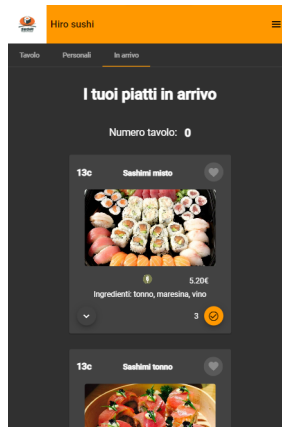 Hiro sushi
Tavolo Personali In arrivo
I tuoi piatti in arrivo
Numero tavolo: 0
13c Sashimi misto
5.20€
Ingredienti: tonno, maresina, vino
3
13c Sashimi tonno